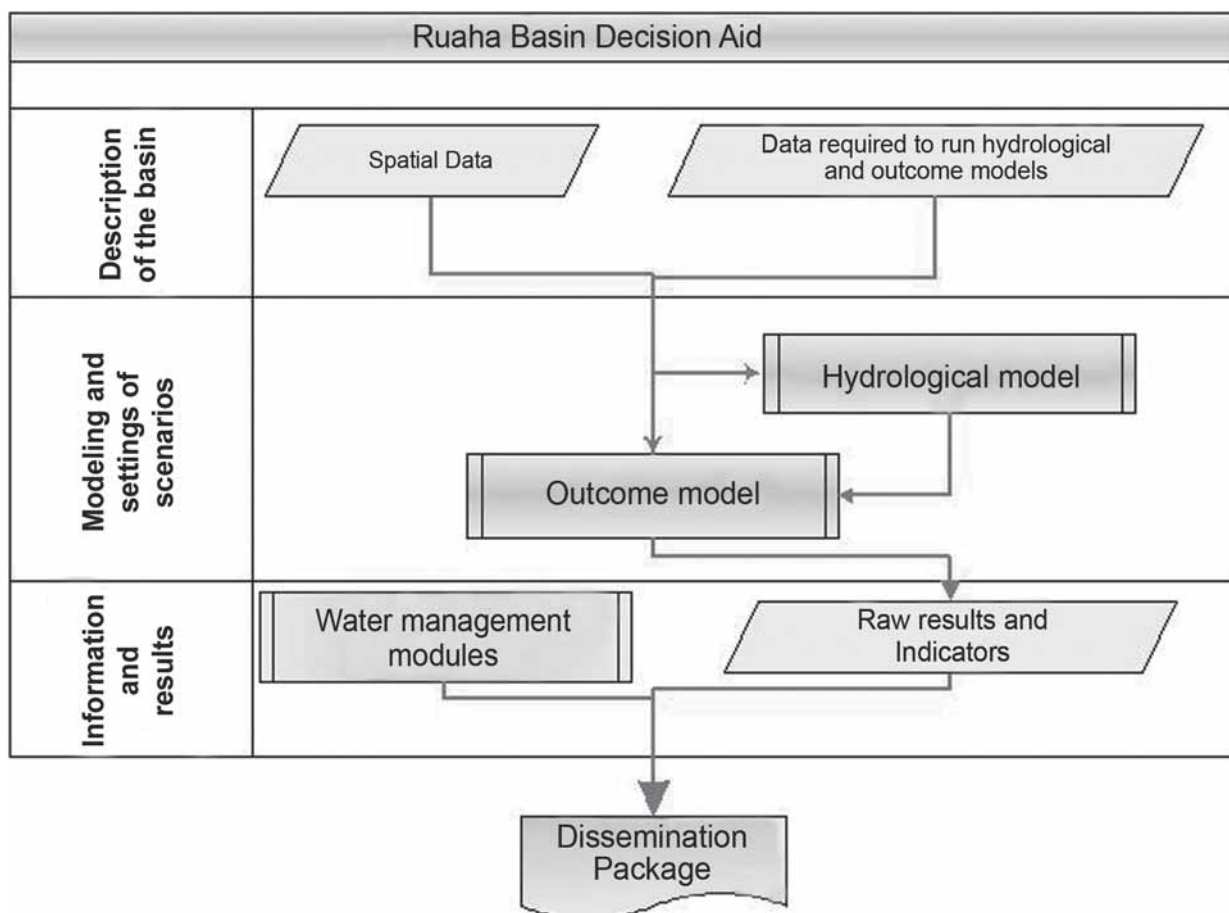 Ruaha Basin Decision Aid
Description
of the basin
Spatial Data
Data required to run hydrological
and outcome models
Modeling and
settings of
scenarios
Hydrological model
Outcome model
Information
and
results
Water management
modules
Raw results and
Indicators
Dissemination
Package